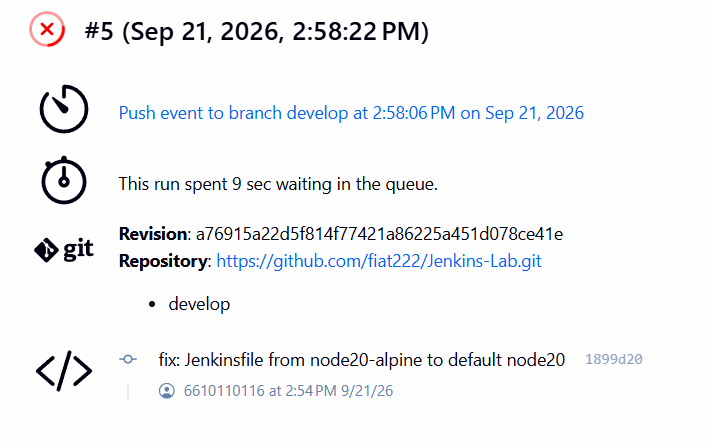 #5 (Sep 21, 2026, 2:58:22 PM)
Push event to branch develop at 2:58:06 PM on Sep 21, 2026
This run spent 9 sec waiting in the queue.
git
Revision: a76915a22d5f814f77421a86225a451d078ce41e
Repository: https://github.com/fiat222/Jenkins-Lab.git
• develop
fix: Jenkinsfile from node20-alpine to default node20 1899d20
6610110116 at 2:54 PM 9/21/26